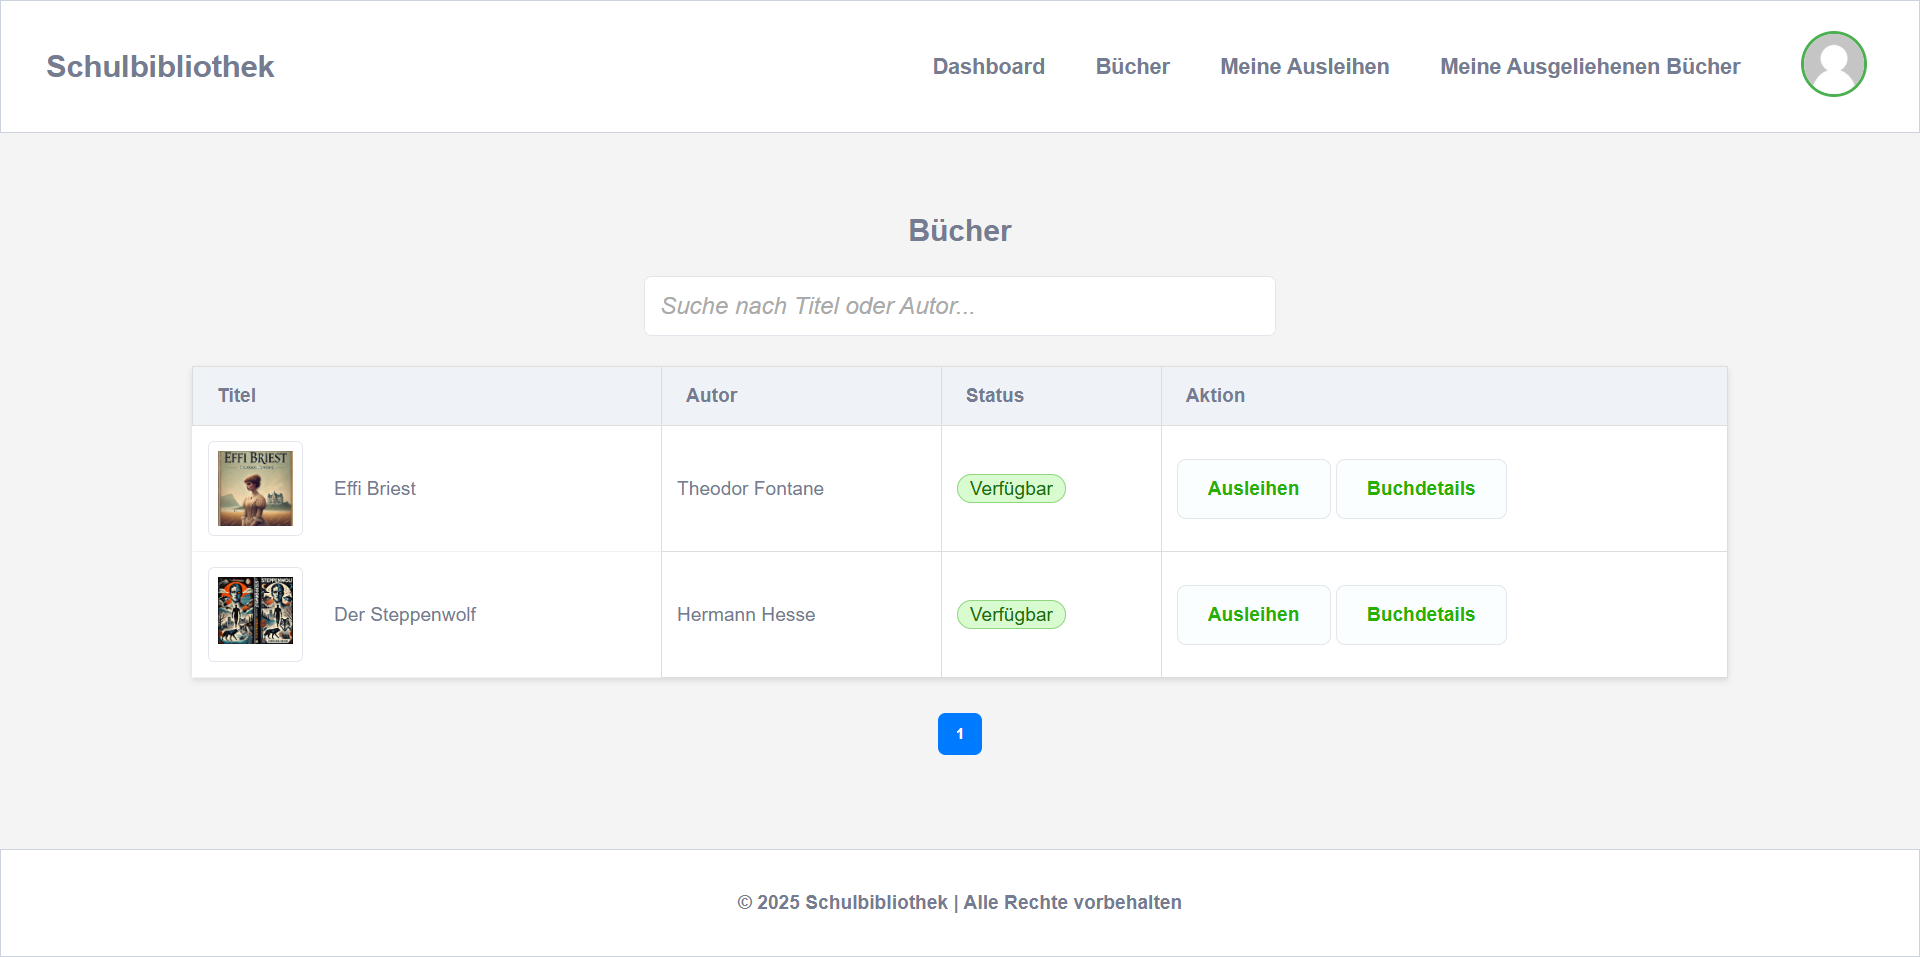 Schulbibliothek
Dashboard Bücher Meine Ausleihen Meine Ausgeliehenen Bücher
Bücher
Suche nach Titel oder Autor...
Titel Autor Status Aktion
EFFI BRIEST
Effi Briest Theodor Fontane Verfügbar Ausleihen Buchdetails
STEPPENWOLF
Der Steppenwolf Hermann Hesse Verfügbar Ausleihen Buchdetails
1
© 2025 Schulbibliothek | Alle Rechte vorbehalten